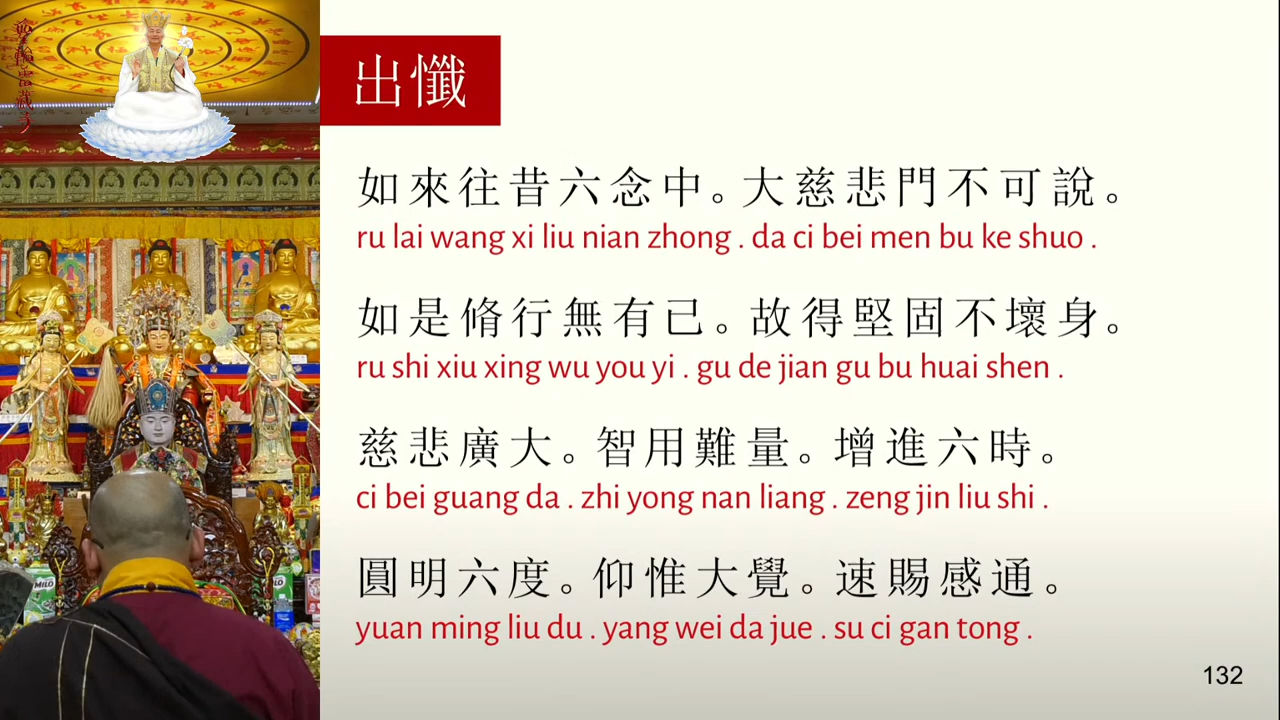 出懺
如來往昔六念中。大慈悲門不可說。
ru lai wang xi liu nian zhong . da ci bei men bu ke shuo .
如是脩行無有己。故得堅固不壞身。
ru shi xiu xing wu you yi . gu de jian gu bu huai shen .
慈悲廣大。智用難量。增進六時。
ci bei guang da . zhi yong nan liang . zeng jin liu shi .
圓明六度。仰惟大覺。速賜感通。
yuan ming liu du . yang wei da jue . su ci gan tong .
132
MILO